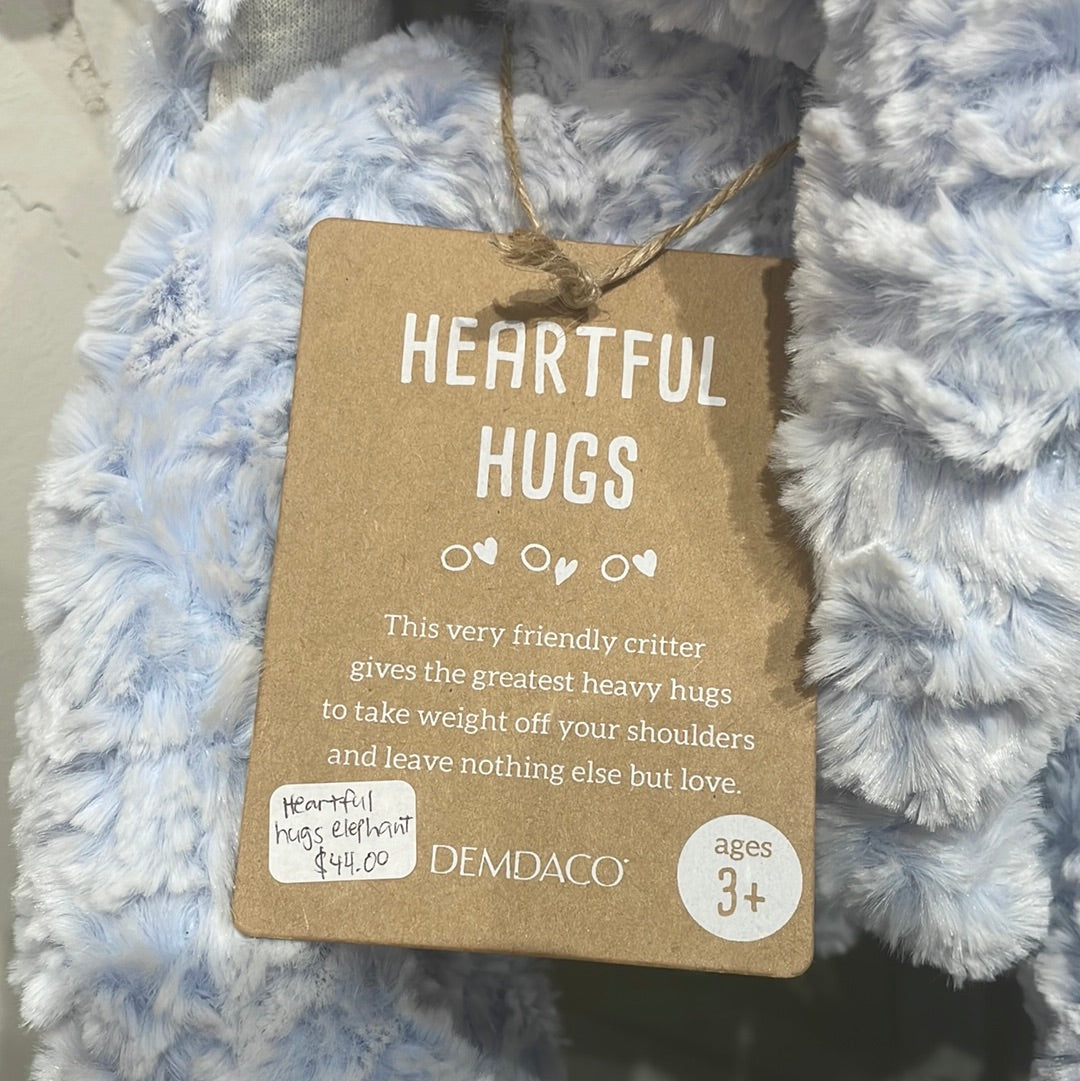 HEARTFUL
HUGS
This very friendly critter
gives the greatest heavy hugs
to take weight off your shoulders
and leave nothing else but love.
Heartful
hugs elephant
$44.00
DEMDACO
ages
3+